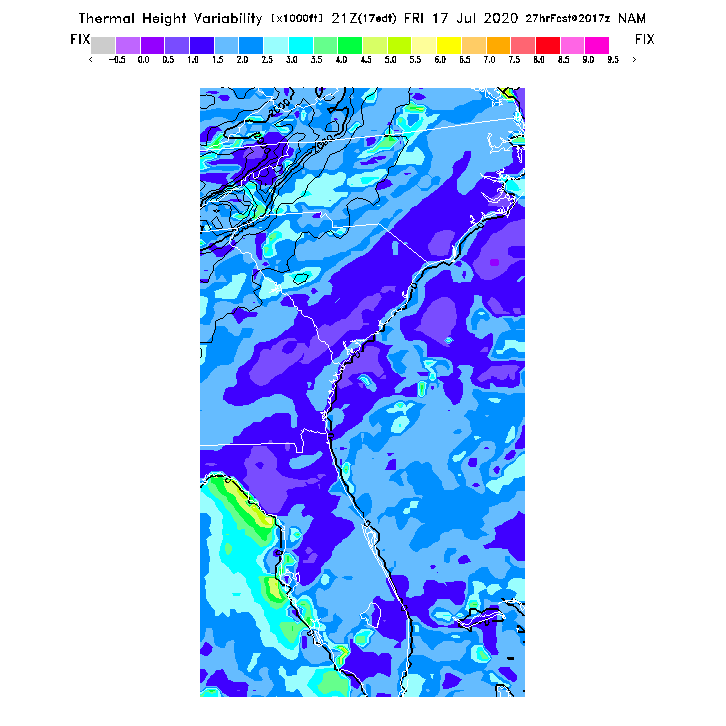 Thermal Height Variability [x1000ft] 21Z(17edt) FRI 17 Jul 2020 27hrFcst@2017z NAM
FIX FIX
< -0.5 0.0 0.5 1.0 1.5 2.0 2.5 3.0 3.5 4.0 4.5 5.0 5.5 6.0 6.5 7.0 7.5 8.0 8.5 9.0 9.5 >